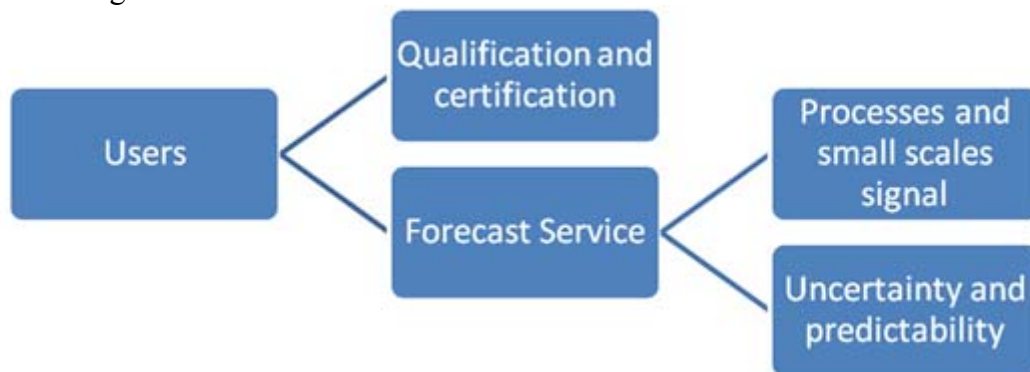 Users
Qualification and
certification
Forecast Service
Processes and
small scales
signal
Uncertainty and
predictability